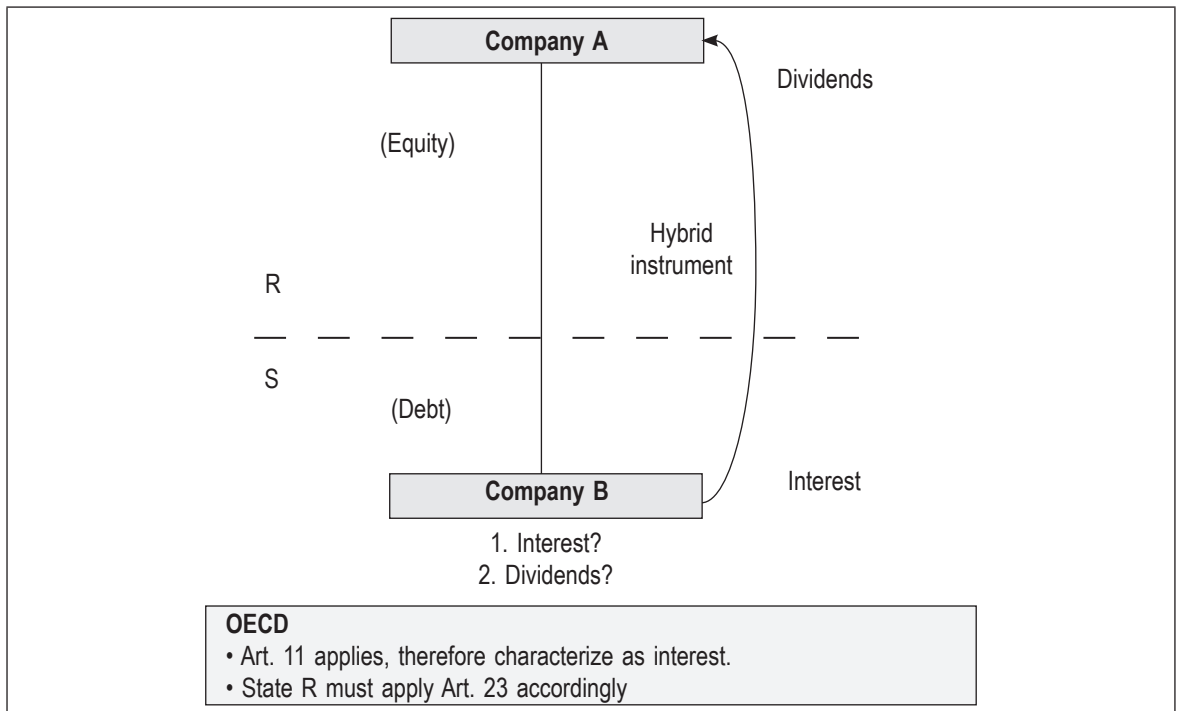 Company A
Dividends
(Equity)
Hybrid
instrument
R
S
(Debt)
Interest
Company B
1. Interest?
2. Dividends?
OECD
• Art. 11 applies, therefore characterize as interest.
• State R must apply Art. 23 accordingly